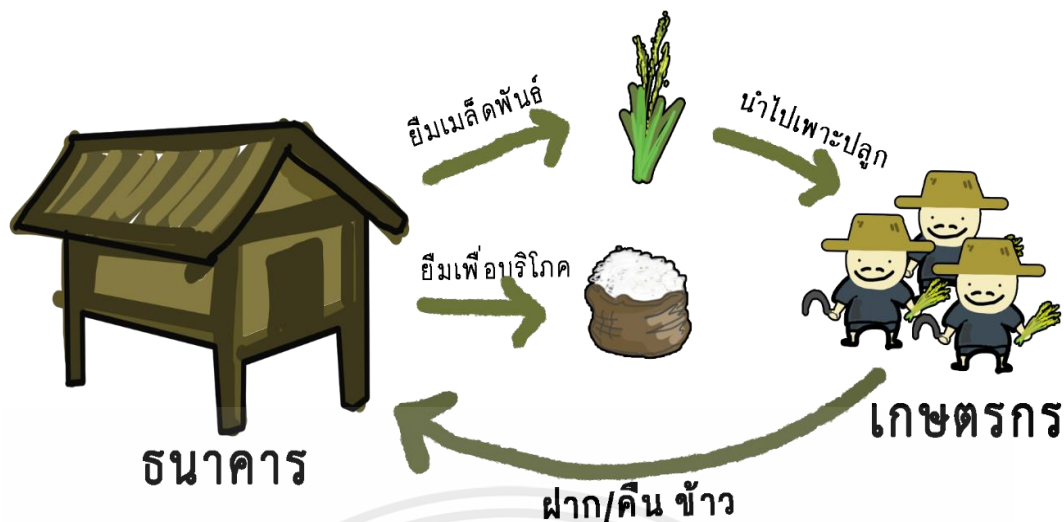 ยืมเมล็ดพันธุ์
นำไปเพาะปลูก
ยืมเพื่อบริโภค
เกษตรกร
ธนาคาร
ฝาก/คืน ข้าว